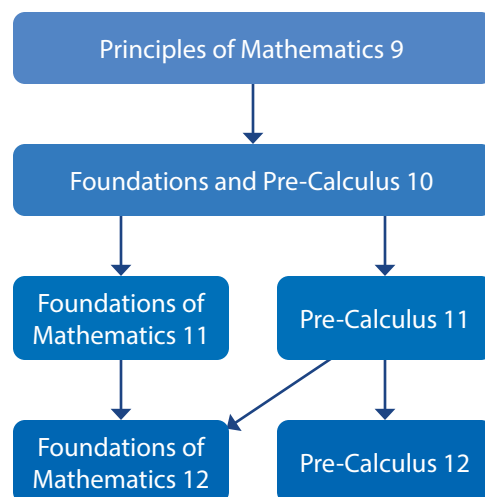 Principles of Mathematics 9
Foundations and Pre-Calculus 10
Foundations of
Mathematics 11
Pre-Calculus 11
Foundations of
Mathematics 12
Pre-Calculus 12